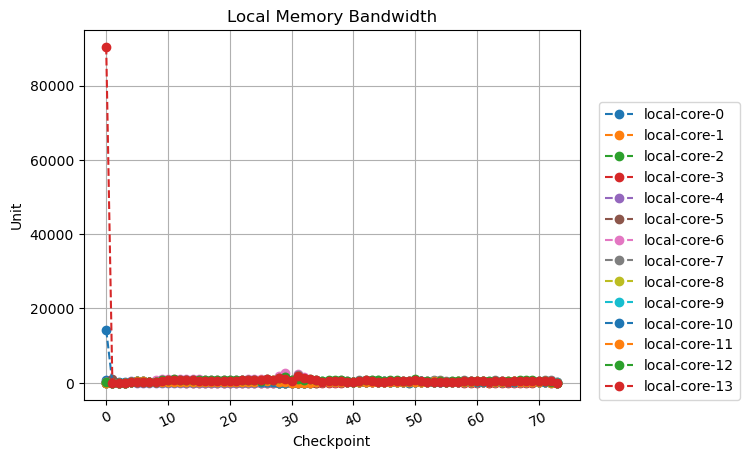 Local Memory Bandwidth
Unit
80000
60000
40000
20000
0
0 10 20 30 40 50 60 70
Checkpoint
local-core-0
local-core-1
local-core-2
local-core-3
local-core-4
local-core-5
local-core-6
local-core-7
local-core-8
local-core-9
local-core-10
local-core-11
local-core-12
local-core-13